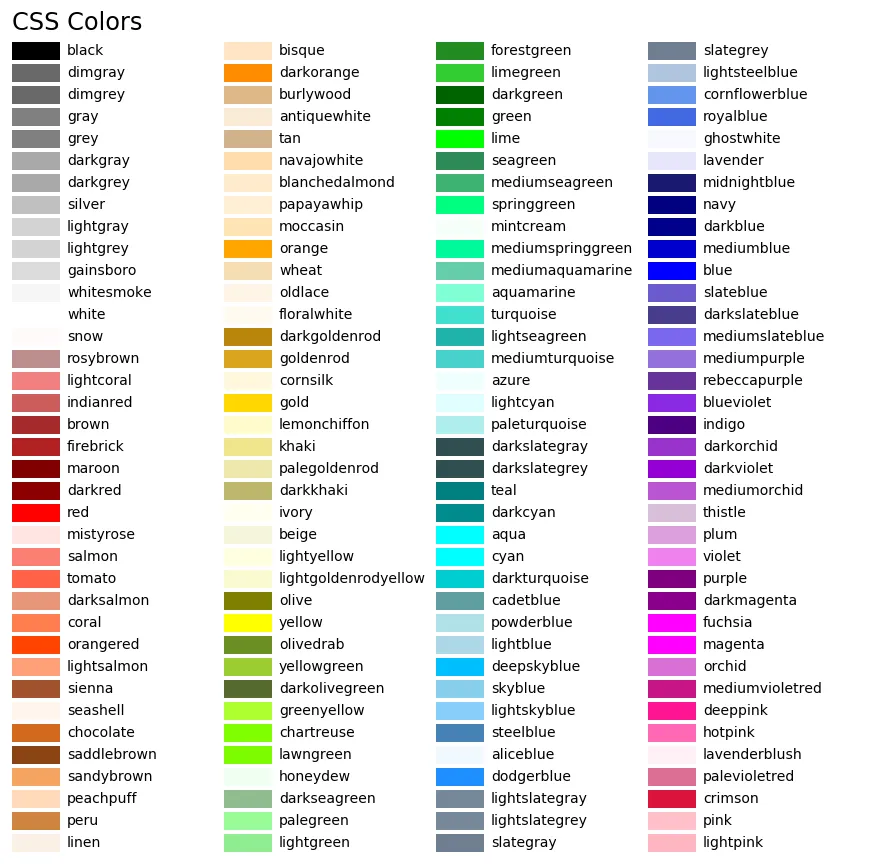 CSS Colors
black
dimgray
dimgrey
gray
grey
darkgray
darkgrey
silver
lightgray
lightgrey
gainsboro
whitesmoke
white
snow
rosybrown
lightcoral
indianred
brown
firebrick
maroon
darkred
red
mistyrose
salmon
tomato
darksalmon
coral
orangered
lightsalmon
sienna
seashell
chocolate
saddlebrown
sandybrown
peachpuff
peru
linen
bisque
darkorange
burlywood
antiquewhite
tan
navajowhite
blanchedalmond
papayawhip
moccasin
orange
wheat
oldlace
floralwhite
darkgoldenrod
goldenrod
cornsilk
gold
lemonchiffon
khaki
palegoldenrod
darkkhaki
ivory
beige
lightyellow
lightgoldenrodyellow
olive
yellow
olivedrab
yellowgreen
darkolivegreen
greenyellow
chartreuse
lawngreen
honeydew
darkseagreen
palegreen
lightgreen
forestgreen
limegreen
darkgreen
green
lime
seagreen
mediumseagreen
springgreen
mintcream
mediumspringgreen
mediumaquamarine
aquamarine
turquoise
lightseagreen
mediumturquoise
azure
lightcyan
paleturquoise
darkslategray
darkslategrey
teal
darkcyan
aqua
cyan
darkturquoise
cadetblue
powderblue
lightblue
deepskyblue
skyblue
lightskyblue
steelblue
aliceblue
dodgerblue
lightslategray
lightslategrey
slategray
slategrey
lightsteelblue
cornflowerblue
royalblue
ghostwhite
lavender
midnightblue
navy
darkblue
mediumblue
blue
slateblue
darkslateblue
mediumslateblue
mediumpurple
rebeccapurple
blueviolet
indigo
darkorchid
darkviolet
mediumorchid
thistle
plum
violet
purple
darkmagenta
fuchsia
magenta
orchid
mediumvioletred
deeppink
hotpink
lavenderblush
palevioletred
crimson
pink
lightpink